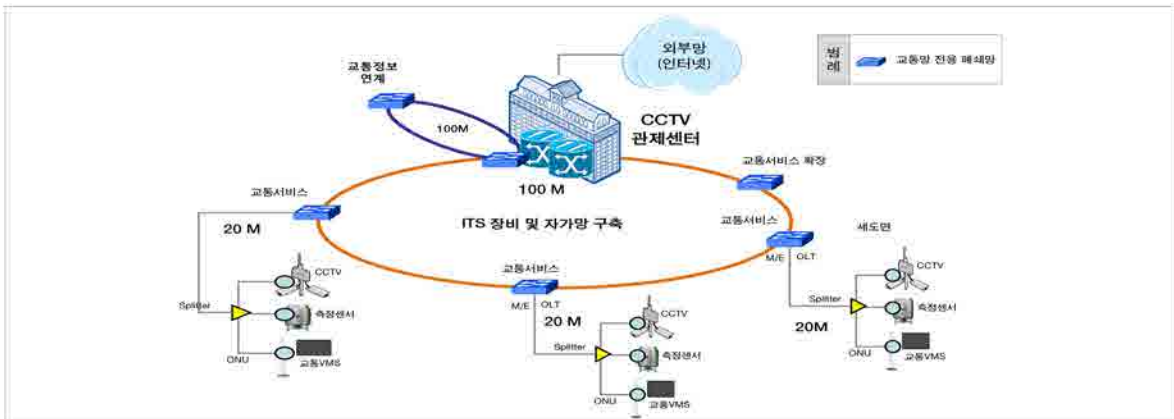 외부망
(인터넷)
범례
교통망 전용 폐쇄망
교통정보
연계
100M
CCTV
관제센터
100 M
교통서비스 확장
교통서비스
20 M
ITS 장비 및 자가망 구축
교통서비스
새도면
M/E OLT
교통서비스
M/E OLT
20 M
CCTV
Splitter
측정센서
ONU
교통VMS
CCTV
Splitter
측정센서
ONU
교통VMS
CCTV
Splitter
20M
측정센서
ONU
교통VMS